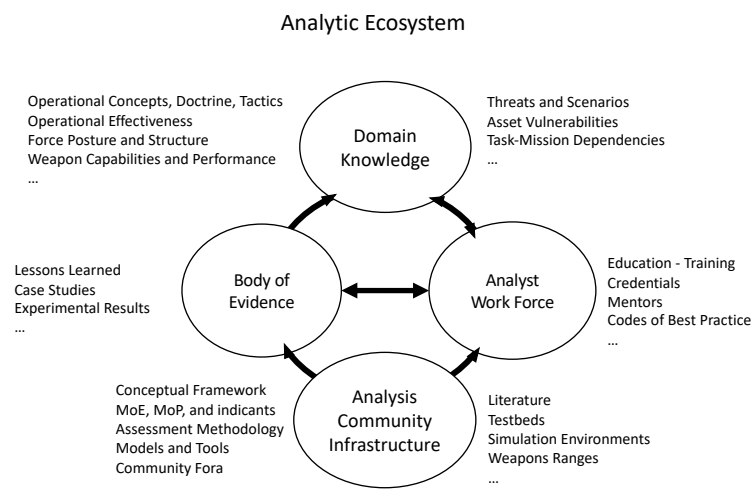 Analytic Ecosystem
Operational Concepts, Doctrine, Tactics
Operational Effectiveness
Force Posture and Structure
Weapon Capabilities and Performance
…
Domain
Knowledge
Threats and Scenarios
Asset Vulnerabilities
Task-Mission Dependencies
…
Lessons Learned
Case Studies
Experimental Results
…
Body of
Evidence
Analyst
Work Force
Education - Training
Credentials
Mentors
Codes of Best Practice
…
Conceptual Framework
MoE, MoP, and indicants
Assessment Methodology
Models and Tools
Community Fora
Analysis
Community
Infrastructure
Literature
Testbeds
Simulation Environments
Weapons Ranges
…